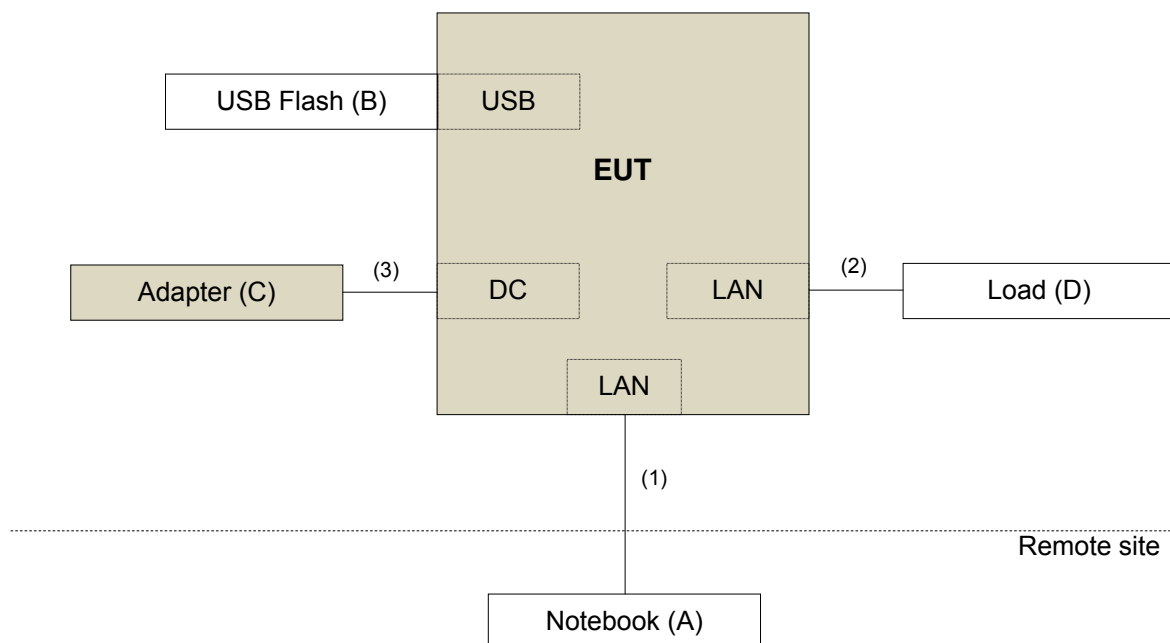 USB Flash (B)
USB
EUT
Adapter (C)
(3)
DC
LAN
(2)
Load (D)
LAN
(1)
Remote site
Notebook (A)